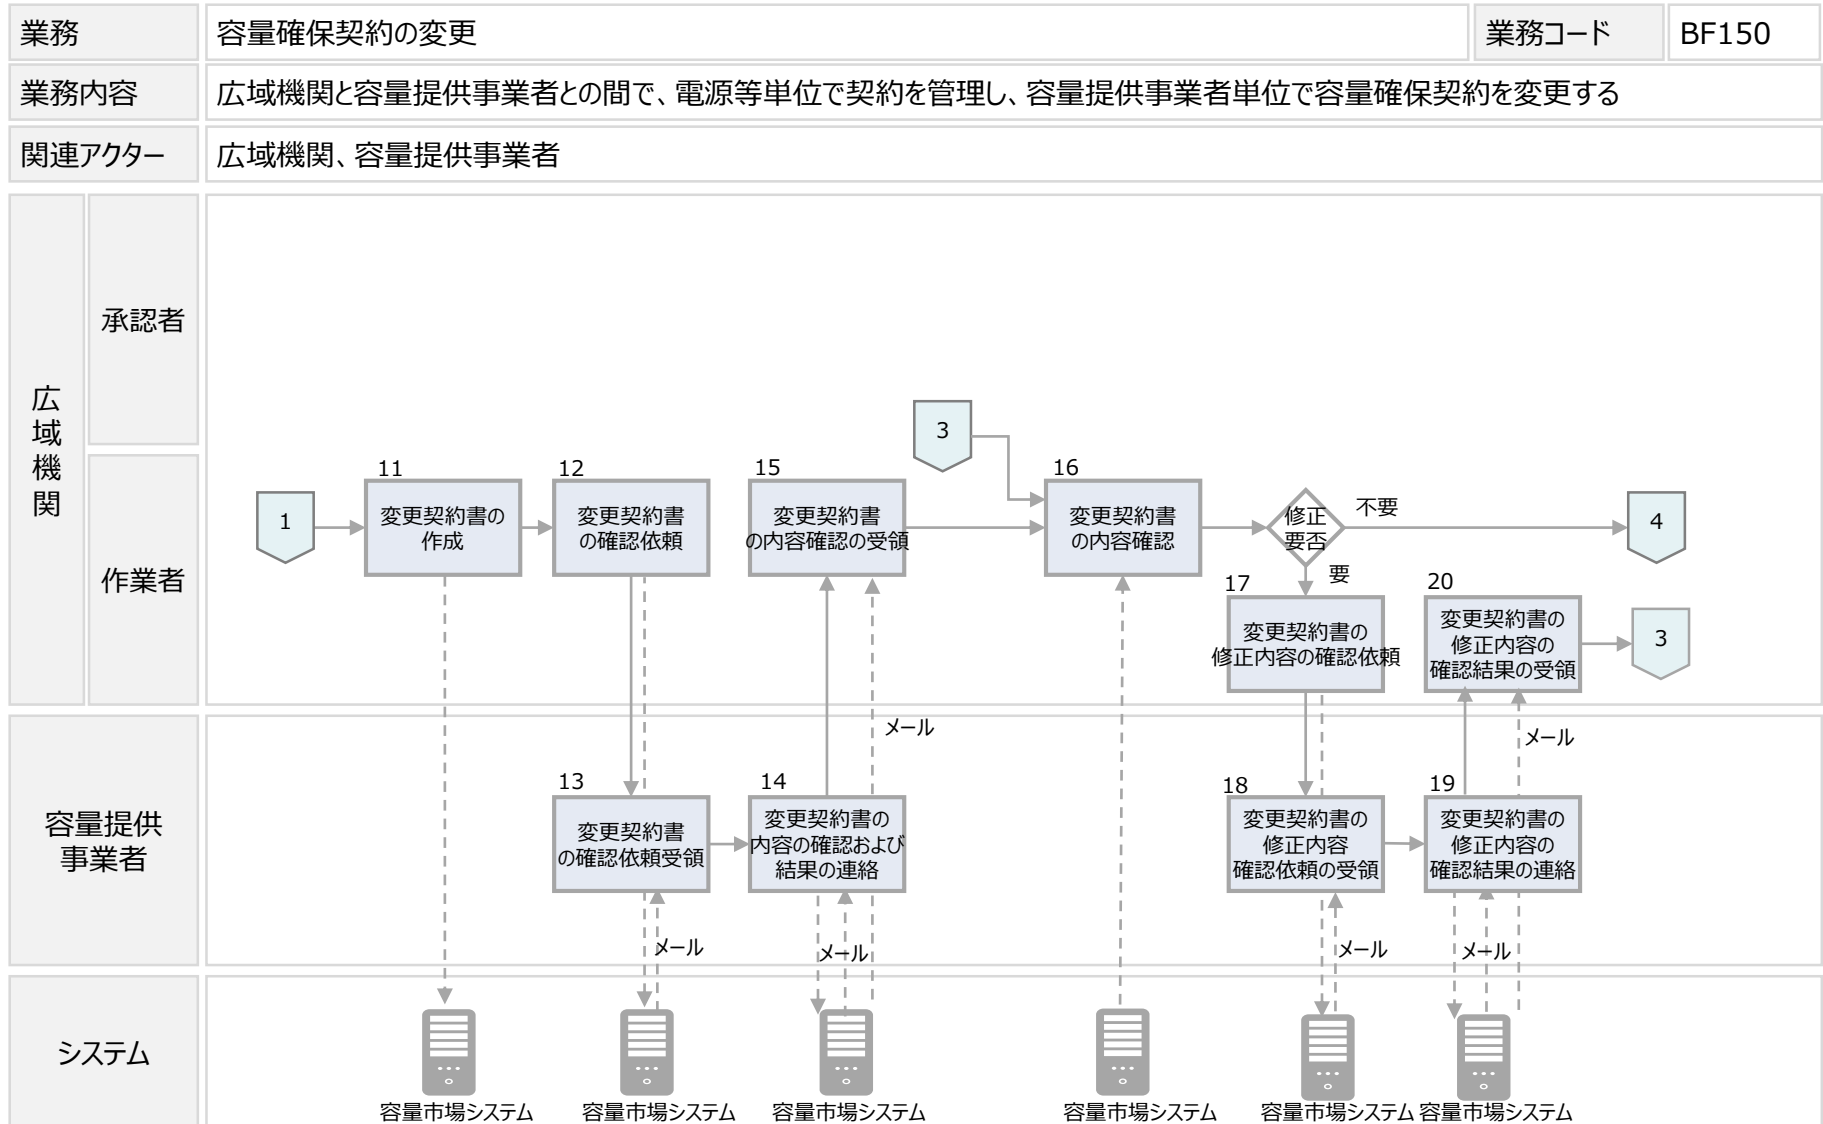 業務
容量確保契約の変更
業務コード
BF150
業務内容
広域機関と容量提供事業者との間で、電源等単位で契約を管理し、容量提供事業者単位で容量確保契約を変更する
関連アクター
広域機関、容量提供事業者
広域機関
承認者
作業者
1
11
変更契約書の
作成
12
変更契約書
の確認依頼
15
変更契約書
の内容確認の受領
3
16
変更契約書
の内容確認
修正
要否
不要
4
要
17
変更契約書の
修正内容の確認依頼
20
変更契約書の
修正内容の
確認結果の受領
3
容量提供
事業者
メール
メール
13
変更契約書
の確認依頼受領
14
変更契約書の
内容の確認および
結果の連絡
18
変更契約書の
修正内容
確認依頼の受領
19
変更契約書の
修正内容の
確認結果の連絡
メール
メール
メール
メール
システム
容量市場システム
容量市場システム
容量市場システム
容量市場システム
容量市場システム
容量市場システム